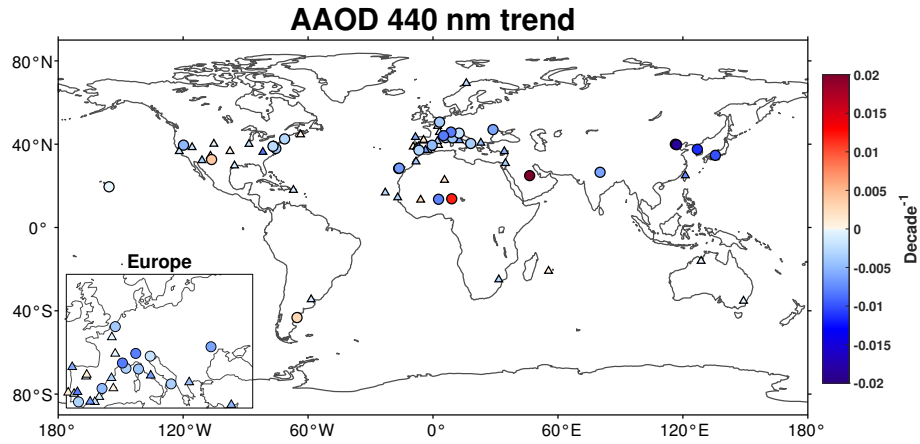 AAOD 440 nm trend
80°N
40°N
0°
40°S
80°S
180°W
120°W
60°W
0°
60°E
120°E
180°E
Europe
0.02
0.015
0.01
0.005
0
-0.005
-0.01
-0.015
-0.02
Decade⁻¹